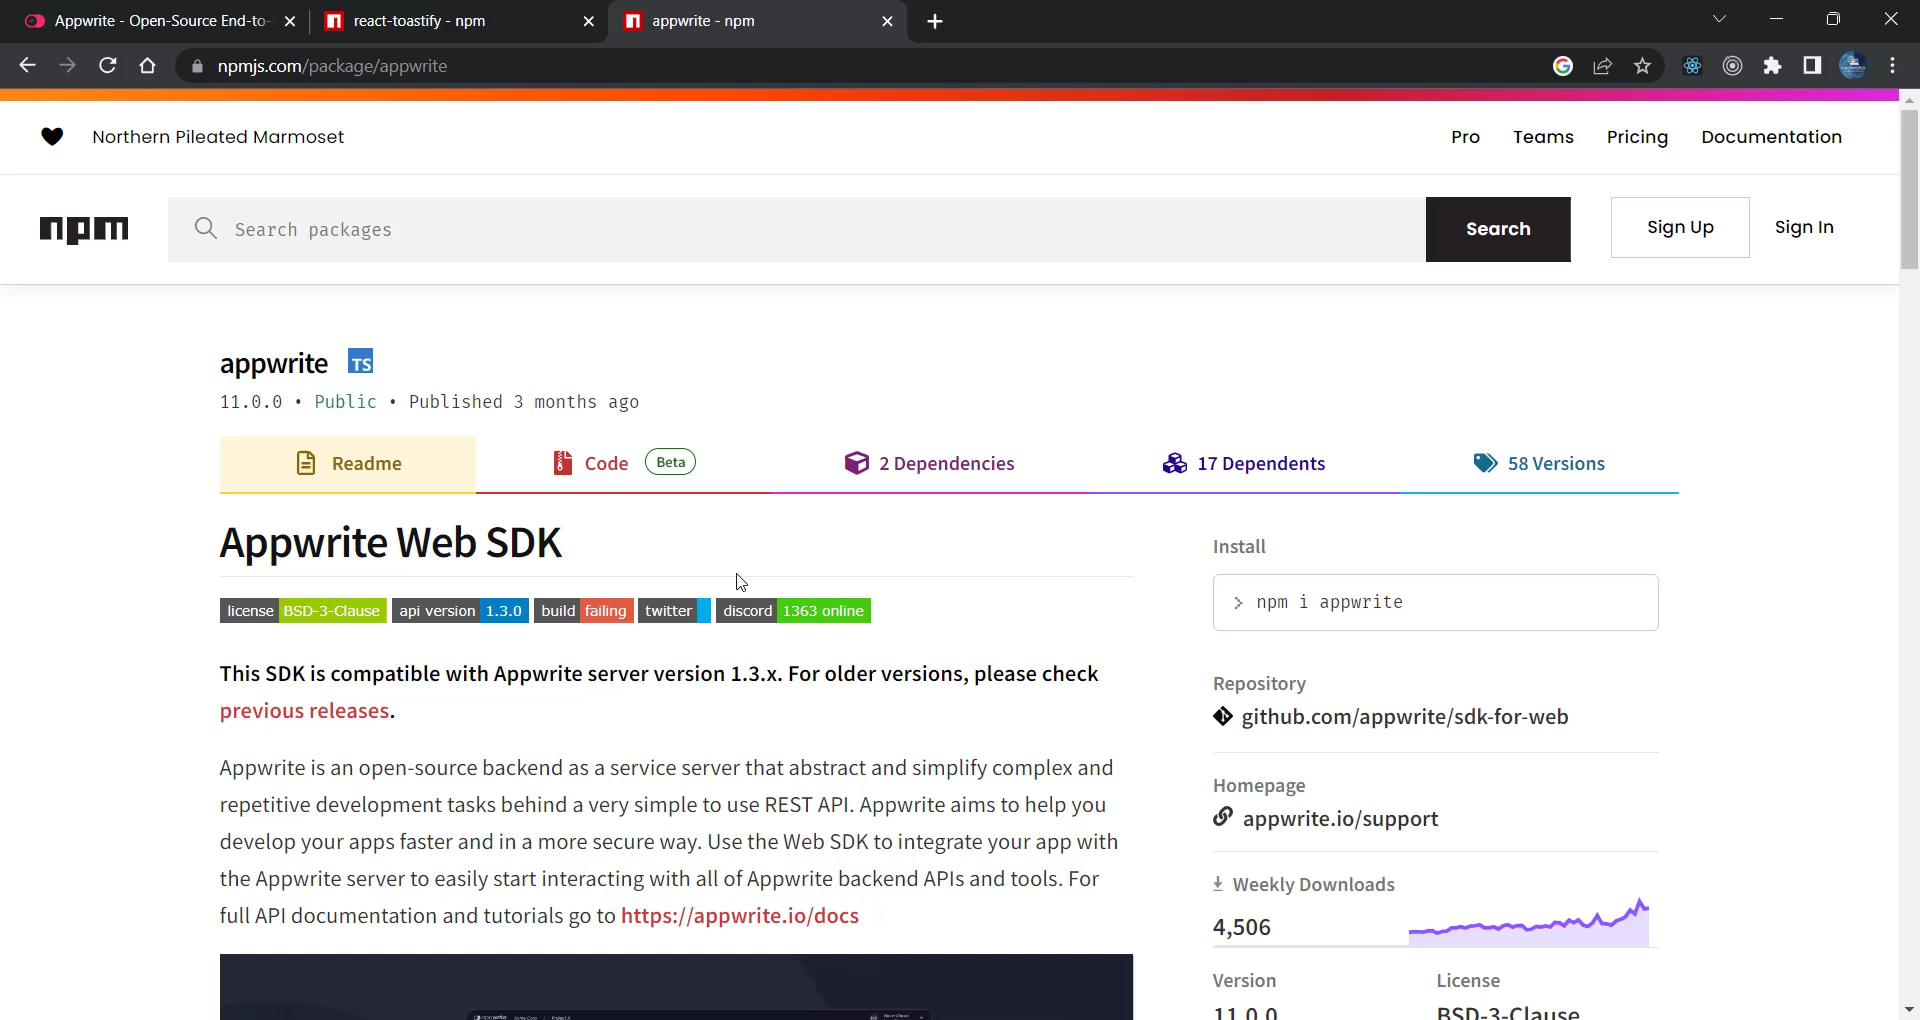 Appwrite - Open-Source End-to-
react-toastify - npm
appwrite - npm
npmjs.com/package/appwrite
Northern Pileated Marmoset
Pro
Teams
Pricing
Documentation
npm
Search packages
Search
Sign Up
Sign In
appwrite
TS
11.0.0 • Public • Published 3 months ago
Readme
Code
Beta
2 Dependencies
17 Dependents
58 Versions
Appwrite Web SDK
Install
license BSD-3-Clause
api version 1.3.0
build failing
twitter
discord 1363 online
> npm i appwrite
This SDK is compatible with Appwrite server version 1.3.x. For older versions, please check
previous releases.
Repository
github.com/appwrite/sdk-for-web
Appwrite is an open-source backend as a service server that abstract and simplify complex and
repetitive development tasks behind a very simple to use REST API. Appwrite aims to help you
develop your apps faster and in a more secure way. Use the Web SDK to integrate your app with
the Appwrite server to easily start interacting with all of Appwrite backend APIs and tools. For
full API documentation and tutorials go to https://appwrite.io/docs
Homepage
appwrite.io/support
Weekly Downloads
4,506
Version
License
11.0.0
BSD-3-Clause